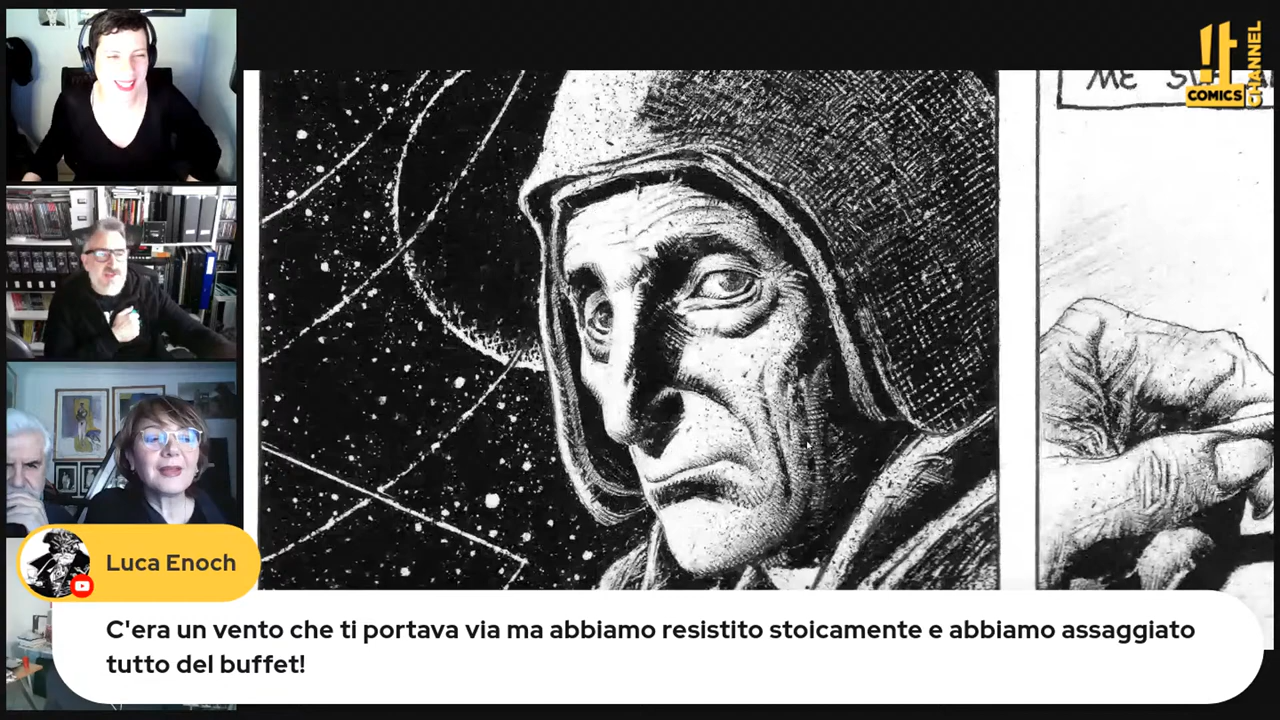 !t
COMICS
CHANNEL
ME
Luca Enoch
C'era un vento che ti portava via ma abbiamo resistito stoicamente e abbiamo assaggiato
tutto del buffet!